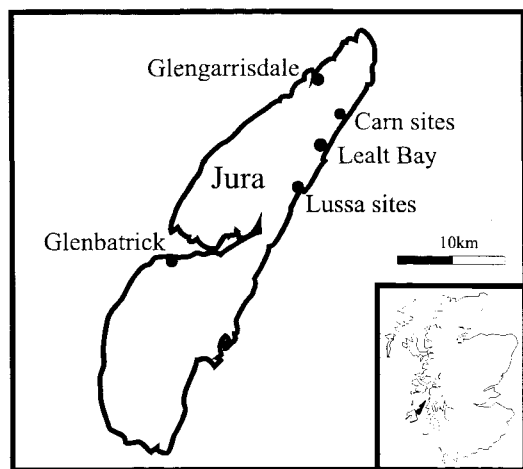 Glengarrisdale
Carn sites
Lealt Bay
Jura
Lussa sites
Glenbatrick
10km